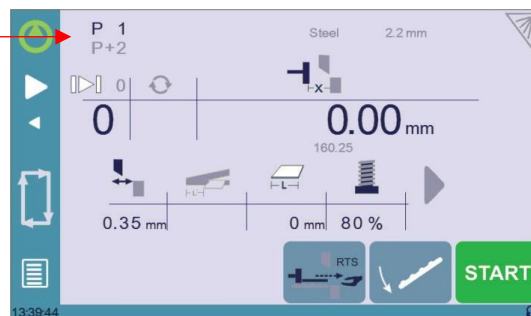 P 1
Steel 2.2 mm
P+2
0
X
0 0.00 mm
160.25
L L
0.35 mm 0 mm 80 %
RTS
START
13:39:44